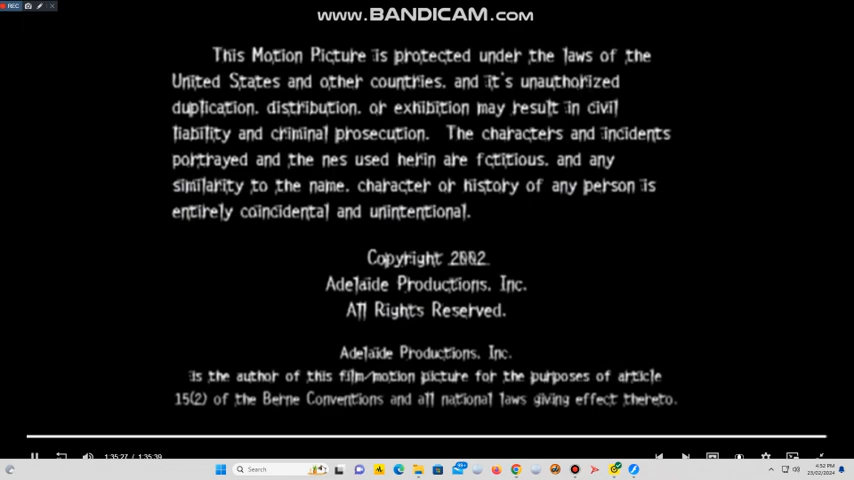 REC
www.BANDICAM.com
This Motion Picture is protected under the laws of the
United States and other countries. and it's unauthorized
duplication. distribution. or exhibition may result in civil
liability and criminal prosecution. The characters and incidents
portrayed and the nes used herin are fctitious. and any
similarity to the name. character or history of any person is
entirely coincidental and unintentional.
Copyright 2002.
Adelaide Productions, Inc.
All Rights Reserved.
Adelaide Productions, Inc.
is the author of this film/motion picture for the purposes of article
15(2) of the Berne Conventions and all national laws giving effect thereto.
1:35:27 / 1:35:39
Search
99+
4:52 PM
23/02/2024